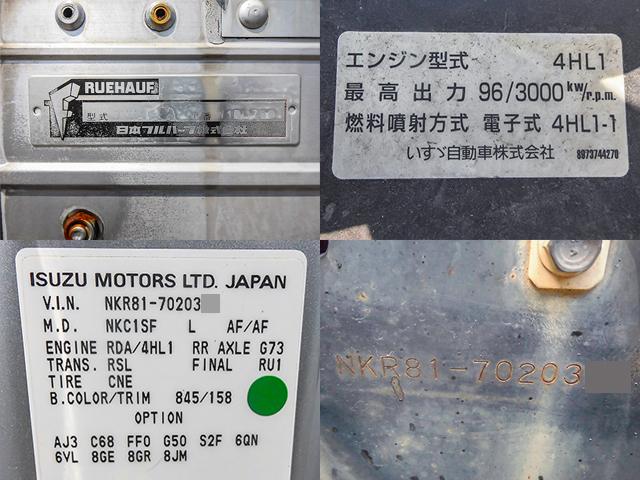 RUEHAUF
型式
日本フルハーフ株式会社
エンジン型式 4HL1
最高出力 96/3000kw/r.p.m.
燃料噴射方式 電子式 4HL1-1
いすゞ自動車株式会社 8973744270
ISUZU MOTORS LTD. JAPAN
V.I.N. NKR81-70203
M.D. NKC1SF L AF/AF
ENGINE RDA/4HL1 RR AXLE G73
TRANS. RSL FINAL RU1
TIRE CNE
B.COLOR/TRIM 845/158
OPTION
AJ3 C68 FF0 G50 S2F 6QN
6VL 8GE 8GR 8JM
NKR81-70203